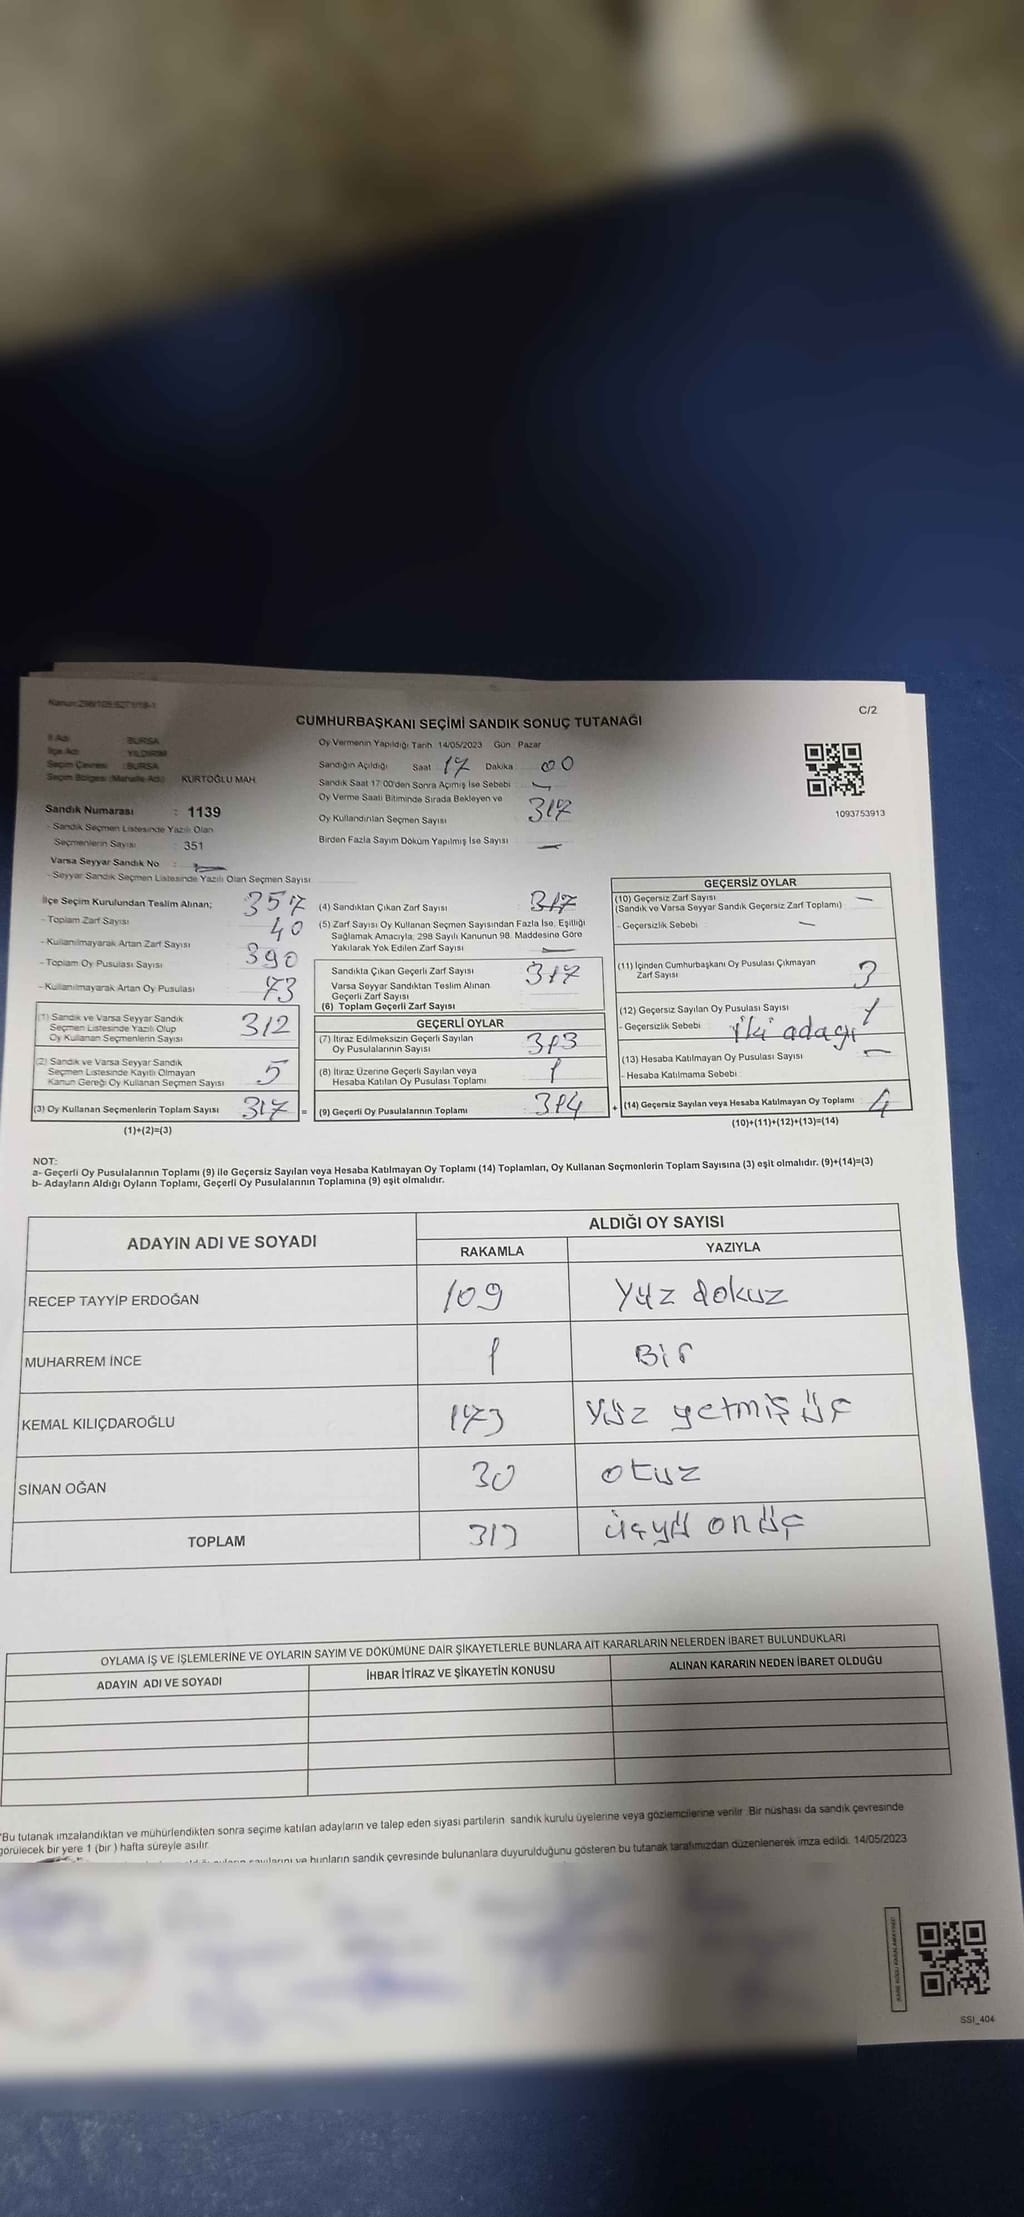 Kanun:298/105;6271/18-1
C/2
CUMHURBAŞKANI SEÇİMİ SANDIK SONUÇ TUTANAĞI
İl Adı : BURSA
İlçe Adı : YILDIRIM
Seçim Çevresi : BURSA
Seçim Bölgesi (Mahalle Adı) : KURTOĞLU MAH
Sandık Numarası : 1139
- Sandık Seçmen Listesinde Yazılı Olan
Seçmenlerin Sayısı : 351
Varsa Seyyar Sandık No : —
- Seyyar Sandık Seçmen Listesinde Yazılı Olan Seçmen Sayısı
Oy Vermenin Yapıldığı Tarih 14/05/2023 Gün : Pazar
Sandığın Açıldığı Saat 17 Dakika 00
Sandık Saat 17:00'den Sonra Açımış İse Sebebi —
Oy Verme Saati Bitiminde Sırada Bekleyen ve
Oy Kullandırılan Seçmen Sayısı 317
Birden Fazla Sayım Döküm Yapılmış İse Sayısı —
1093753913
İlçe Seçim Kurulundan Teslim Alınan;
- Toplam Zarf Sayısı 357
- Kullanılmayarak Artan Zarf Sayısı 40
- Toplam Oy Pusulası Sayısı 390
- Kullanılmayarak Artan Oy Pusulası 73
(1) Sandık ve Varsa Seyyar Sandık
Seçmen Listesinde Yazılı Olup
Oy Kullanan Seçmenlerin Sayısı 312
(2) Sandık ve Varsa Seyyar Sandık
Seçmen Listesinde Kayıtlı Olmayan
Kanun Gereği Oy Kullanan Seçmen Sayısı 5
(3) Oy Kullanan Seçmenlerin Toplam Sayısı 317 =
(1)+(2)=(3)
(4) Sandıktan Çıkan Zarf Sayısı 317
(5) Zarf Sayısı Oy Kullanan Seçmen Sayısından Fazla İse, Eşitliği
Sağlamak Amacıyla, 298 Sayılı Kanunun 98. Maddesine Göre
Yakılarak Yok Edilen Zarf Sayısı —
Sandıkta Çıkan Geçerli Zarf Sayısı 317
Varsa Seyyar Sandıktan Teslim Alınan
Geçerli Zarf Sayısı
(6) Toplam Geçerli Zarf Sayısı
GEÇERLİ OYLAR
(7) İtiraz Edilmeksizin Geçerli Sayılan
Oy Pusulalarının Sayısı 313
(8) İtiraz Üzerine Geçerli Sayılan veya
Hesaba Katılan Oy Pusulası Toplamı 1
(9) Geçerli Oy Pusulalarının Toplamı 314 +
GEÇERSİZ OYLAR
(10) Geçersiz Zarf Sayısı —
(Sandık ve Varsa Seyyar Sandık Geçersiz Zarf Toplamı)
- Geçersizlik Sebebi —
(11) İçinden Cumhurbaşkanı Oy Pusulası Çıkmayan
Zarf Sayısı 3
(12) Geçersiz Sayılan Oy Pusulası Sayısı 1
- Geçersizlik Sebebi iki adagı
(13) Hesaba Katılmayan Oy Pusulası Sayısı —
- Hesaba Katılmama Sebebi
(14) Geçersiz Sayılan veya Hesaba Katılmayan Oy Toplamı 4
(10)+(11)+(12)+(13)=(14)
NOT:
a- Geçerli Oy Pusulalarının Toplamı (9) ile Geçersiz Sayılan veya Hesaba Katılmayan Oy Toplamı (14) Toplamları, Oy Kullanan Seçmenlerin Toplam Sayısına (3) eşit olmalıdır. (9)+(14)=(3)
b- Adayların Aldığı Oyların Toplamı, Geçerli Oy Pusulalarının Toplamına (9) eşit olmalıdır.
ADAYIN ADI VE SOYADI ALDIĞI OY SAYISI
RAKAMLA YAZIYLA
RECEP TAYYİP ERDOĞAN 109 Yüz dokuz
MUHARREM İNCE 1 Bir
KEMAL KILIÇDAROĞLU 173 Yüz yetmiş üç
SİNAN OĞAN 30 otuz
TOPLAM 313 üçyü onüç
OYLAMA İŞ VE İŞLEMLERİNE VE OYLARIN SAYIM VE DÖKÜMÜNE DAİR ŞİKAYETLERLE BUNLARA AİT KARARLARIN NELERDEN İBARET BULUNDUKLARI
ADAYIN ADI VE SOYADI İHBAR İTİRAZ VE ŞİKAYETİN KONUSU ALINAN KARARIN NEDEN İBARET OLDUĞU
*Bu tutanak imzalandıktan ve mühürlendikten sonra seçime katılan adayların ve talep eden siyasi partilerin sandık kurulu üyelerine veya gözlemcilerine verilir. Bir nüshası da sandık çevresinde
görülecek bir yere 1 (bir ) hafta süreyle asılır.
bunların sandık çevresinde bulunanlara duyurulduğunu gösteren bu tutanak tarafımızdan düzenlenerek imza edildi. 14/05/2023
SSI_404